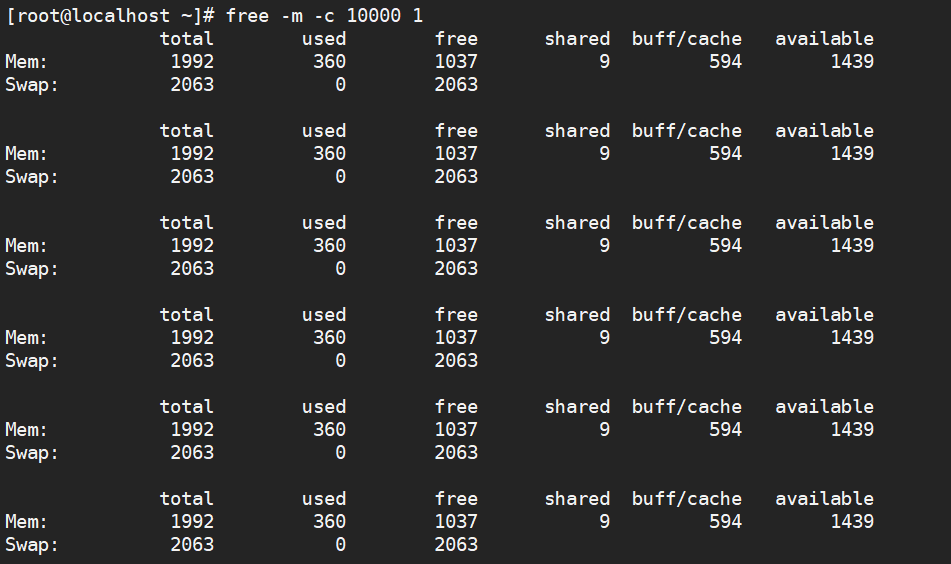 [root@localhost ~]# free -m -c 10000 1
              total        used        free      shared  buff/cache   available
Mem:           1992         360        1037           9         594        1439
Swap:          2063           0        2063

              total        used        free      shared  buff/cache   available
Mem:           1992         360        1037           9         594        1439
Swap:          2063           0        2063

              total        used        free      shared  buff/cache   available
Mem:           1992         360        1037           9         594        1439
Swap:          2063           0        2063

              total        used        free      shared  buff/cache   available
Mem:           1992         360        1037           9         594        1439
Swap:          2063           0        2063

              total        used        free      shared  buff/cache   available
Mem:           1992         360        1037           9         594        1439
Swap:          2063           0        2063

              total        used        free      shared  buff/cache   available
Mem:           1992         360        1037           9         594        1439
Swap:          2063           0        2063